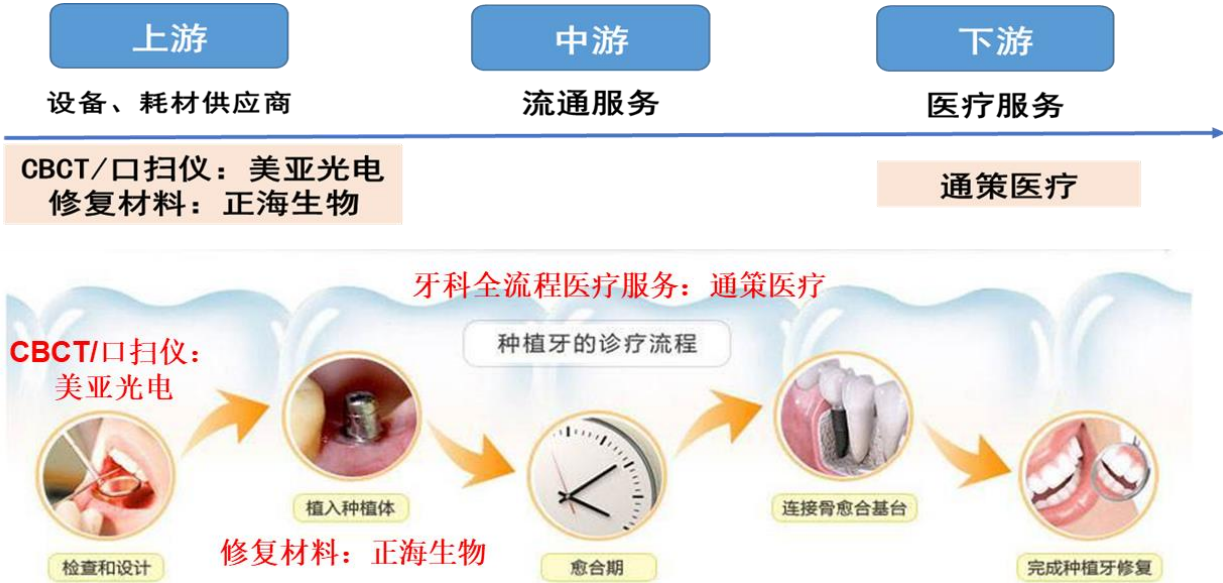 上游
中游
下游
设备、耗材供应商
流通服务
医疗服务
CBCT/口扫仪：美亚光电
修复材料：正海生物
通策医疗
牙科全流程医疗服务：通策医疗
种植牙的诊疗流程
CBCT/口扫仪：
美亚光电
植入种植体
连接骨愈合基台
修复材料：正海生物
检查和设计
愈合期
完成种植牙修复